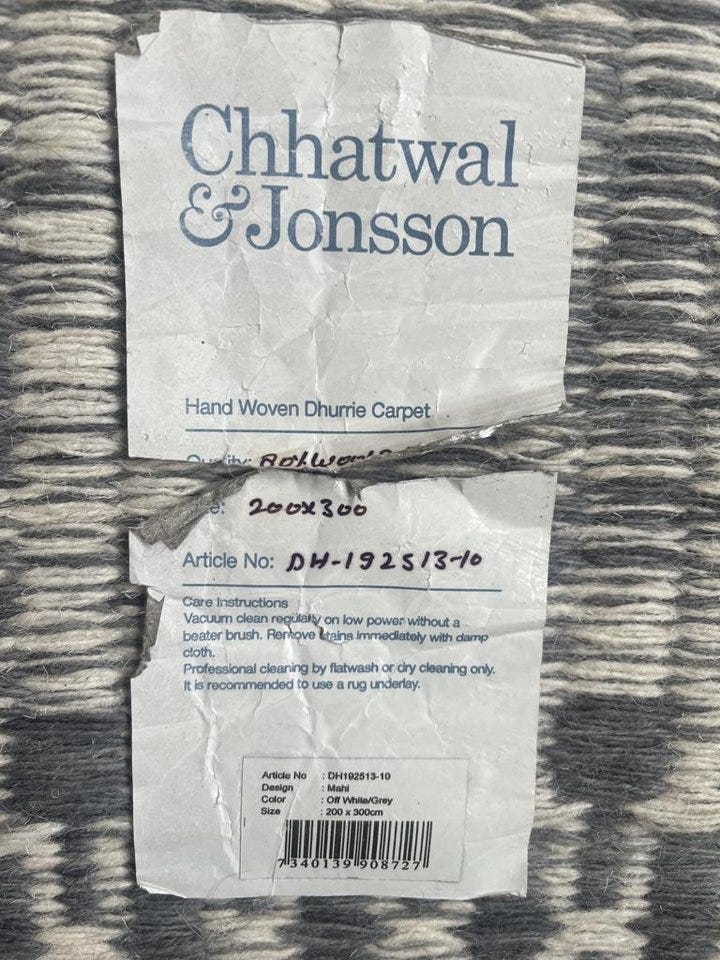 Chhatwal
& Jonsson
Hand Woven Dhurrie Carpet
Quality:
200x300
Article No: DH-192513-10
Care Instructions
Vacuum clean regularly on low power without a
beater brush. Remove stains immediately with damp
cloth.
Professional cleaning by flatwash or dry cleaning only.
It is recommended to use a rug underlay.
Article No : DH192513-10
Design : Mahi
Color : Off White/Grey
Size : 200 x 300cm
7340139 908727